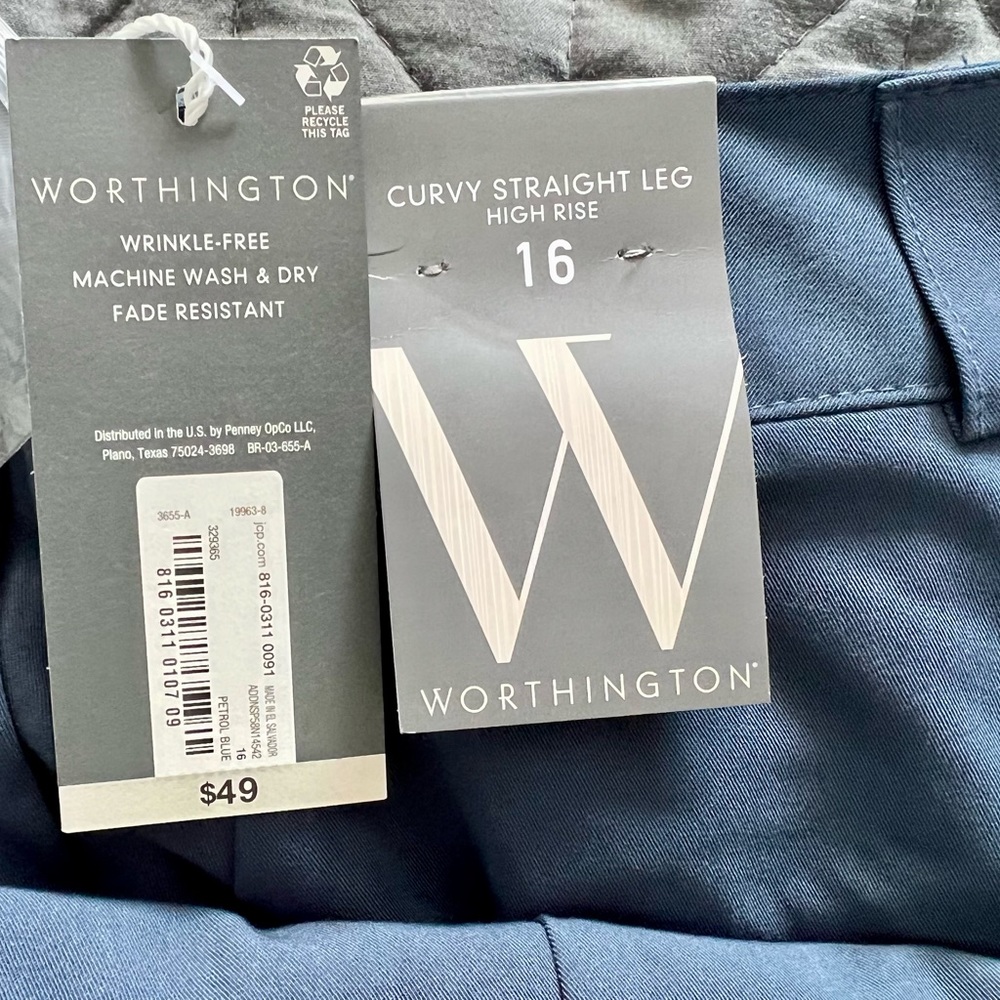 PLEASE
RECYCLE
THIS TAG
WORTHINGTON®
WRINKLE-FREE
MACHINE WASH & DRY
FADE RESISTANT
Distributed in the U.S. by Penney OpCo LLC,
Plano, Texas 75024-3698 BR-03-655-A
3655-A 19963-8
329365
jcp.com 816-0311 0091
816 0311 0107 09
MADE IN EL SALVADOR
ADDNSP58N14542
PETROL BLUE 16
$49
CURVY STRAIGHT LEG
HIGH RISE
16
W
WORTHINGTON®